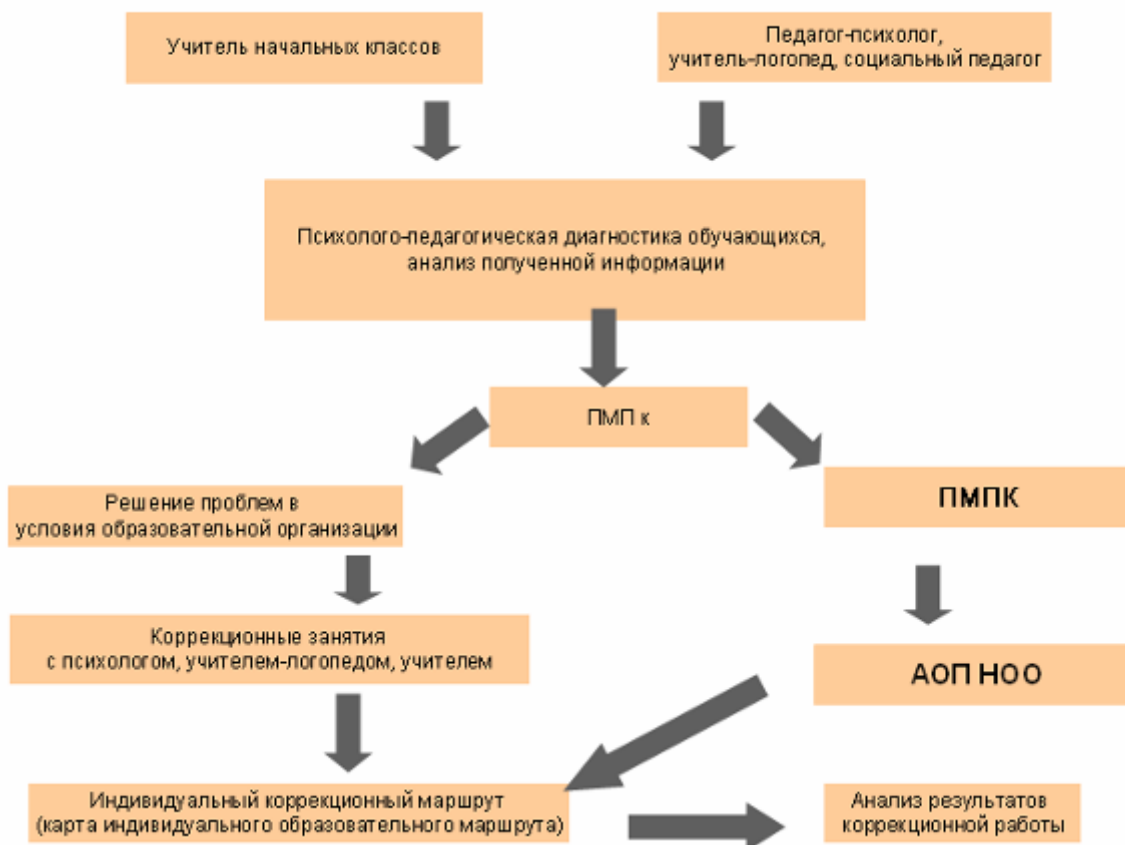 Учитель начальных классов
Педагог-психолог,
учитель-логопед, социальный педагог
Психолого-педагогическая диагностика обучающихся,
анализ полученной информации
ПМП к
Решение проблем в
условия образовательной организации
ПМПК
Коррекционные занятия
с психологом, учителем-логопедом, учителем
АОП НОО
Индивидуальный коррекционный маршрут
(карта индивидуального образовательного маршрута)
Анализ результатов
коррекционной работы